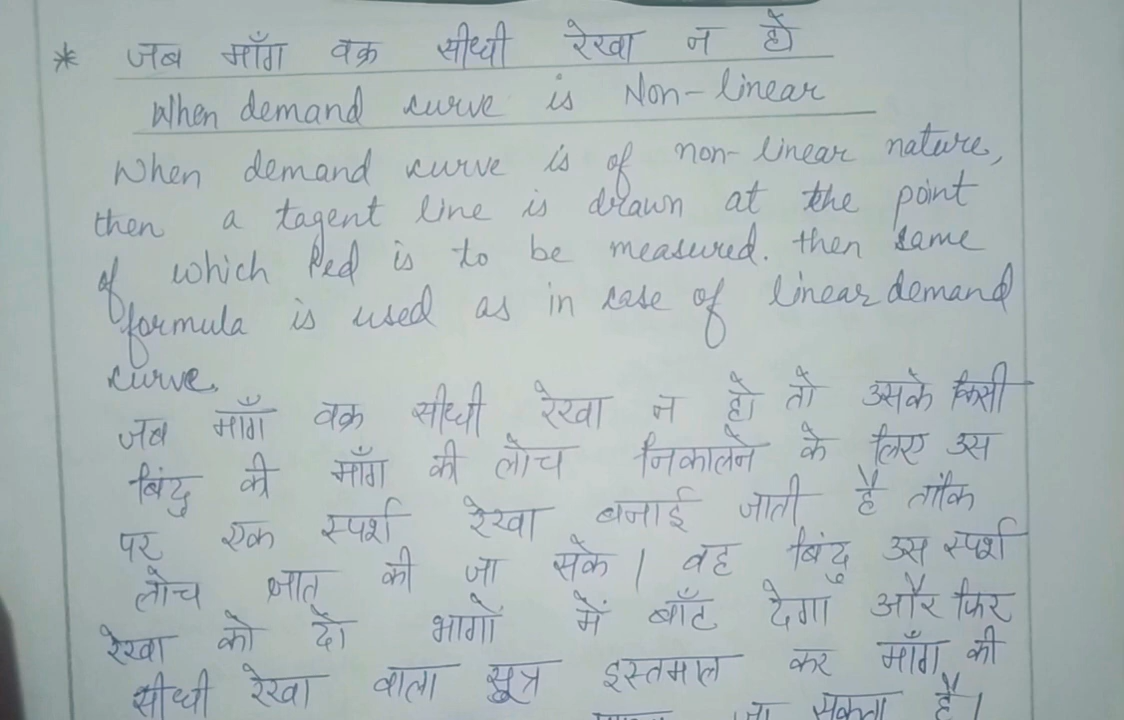 * जब माँग वक्र सीधी रेखा न हो
When demand curve is Non-linear
When demand curve is of non-linear nature,
then a tagent line is drawn at the point
of which Ped is to be measured. then same
formula is used as in case of linear demand
curve.
जब माँग वक्र सीधी रेखा न हो तो उसके किसी
बिंदु की माँग की लोच निकालने के लिए उस
पर एक स्पर्श रेखा बनाई जाती है ताकि
लोच ज्ञात की जा सके। वह बिंदु उस स्पर्श
रेखा को दो भागों में बाँट देगा और फिर
सीधी रेखा वाला सूत्र इस्तमाल कर माँग की
जा सकता है।